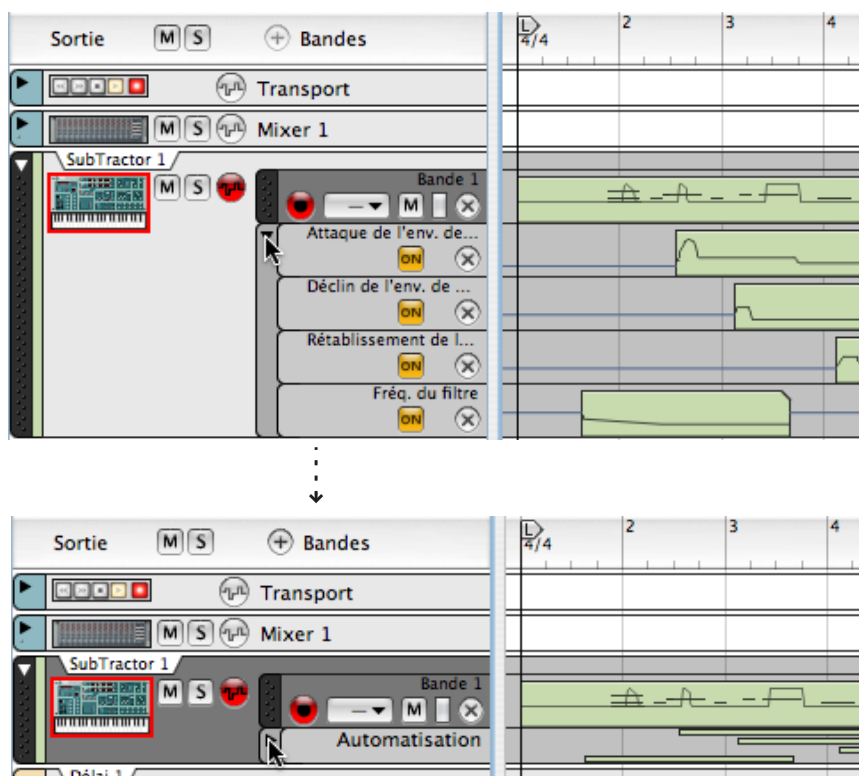 Sortie M S + Bandes L 2 3 4
4/4
Transport
M S Mixer 1
SubTractor 1
M S Bande 1
— M
Attaque de l'env. de...
ON
Déclin de l'env. de ...
ON
Rétablissement de l...
ON
Fréq. du filtre
ON
Sortie M S + Bandes L 2 3 4
4/4
Transport
M S Mixer 1
SubTractor 1
M S Bande 1
— M
Automatisation
Délai 1